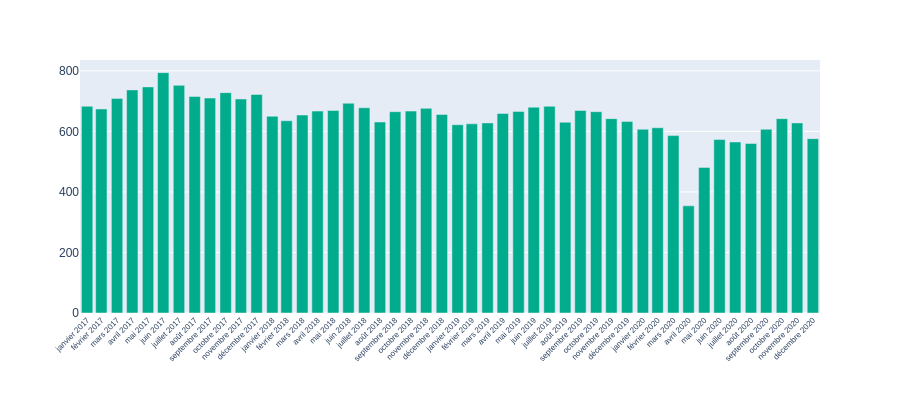 800
600
400
200
0
janvier 2017
février 2017
mars 2017
avril 2017
mai 2017
juin 2017
juillet 2017
août 2017
septembre 2017
octobre 2017
novembre 2017
décembre 2017
janvier 2018
février 2018
mars 2018
avril 2018
mai 2018
juin 2018
juillet 2018
août 2018
septembre 2018
octobre 2018
novembre 2018
décembre 2018
janvier 2019
février 2019
mars 2019
avril 2019
mai 2019
juin 2019
juillet 2019
août 2019
septembre 2019
octobre 2019
novembre 2019
décembre 2019
janvier 2020
février 2020
mars 2020
avril 2020
mai 2020
juin 2020
juillet 2020
août 2020
septembre 2020
octobre 2020
novembre 2020
décembre 2020